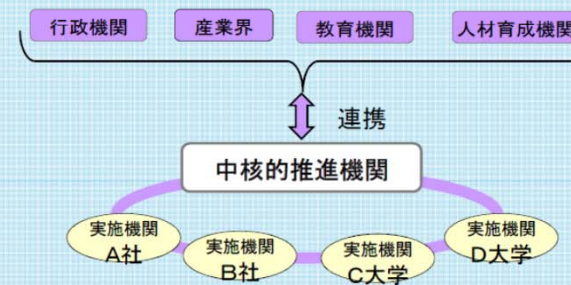 行政機関
産業界
教育機関
人材育成機関
連携
中核的推進機関
実施機関
A社
実施機関
B社
実施機関
C大学
実施機関
D大学